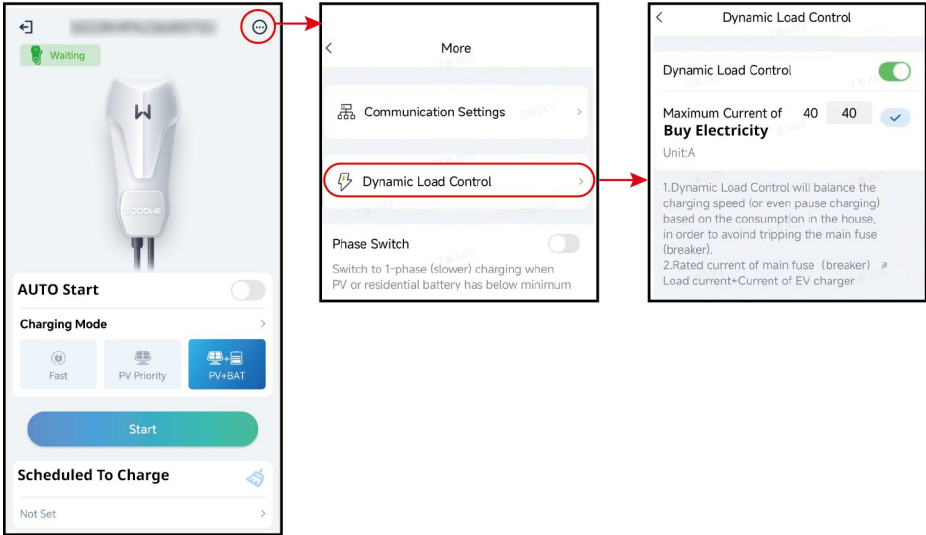 Waiting
GOODWE
AUTO Start
Charging Mode
Fast
PV Priority
PV+BAT
Start
Scheduled To Charge
Not Set
More
Communication Settings
Dynamic Load Control
Phase Switch
Switch to 1-phase (slower) charging when
PV or residential battery has below minimum
Dynamic Load Control
Dynamic Load Control
Maximum Current of 40 40
Buy Electricity
Unit:A
1.Dynamic Load Control will balance the
charging speed (or even pause charging)
based on the consumption in the house,
in order to avoind tripping the main fuse
(breaker).
2.Rated current of main fuse (breaker) ≥
Load current+Current of EV charger